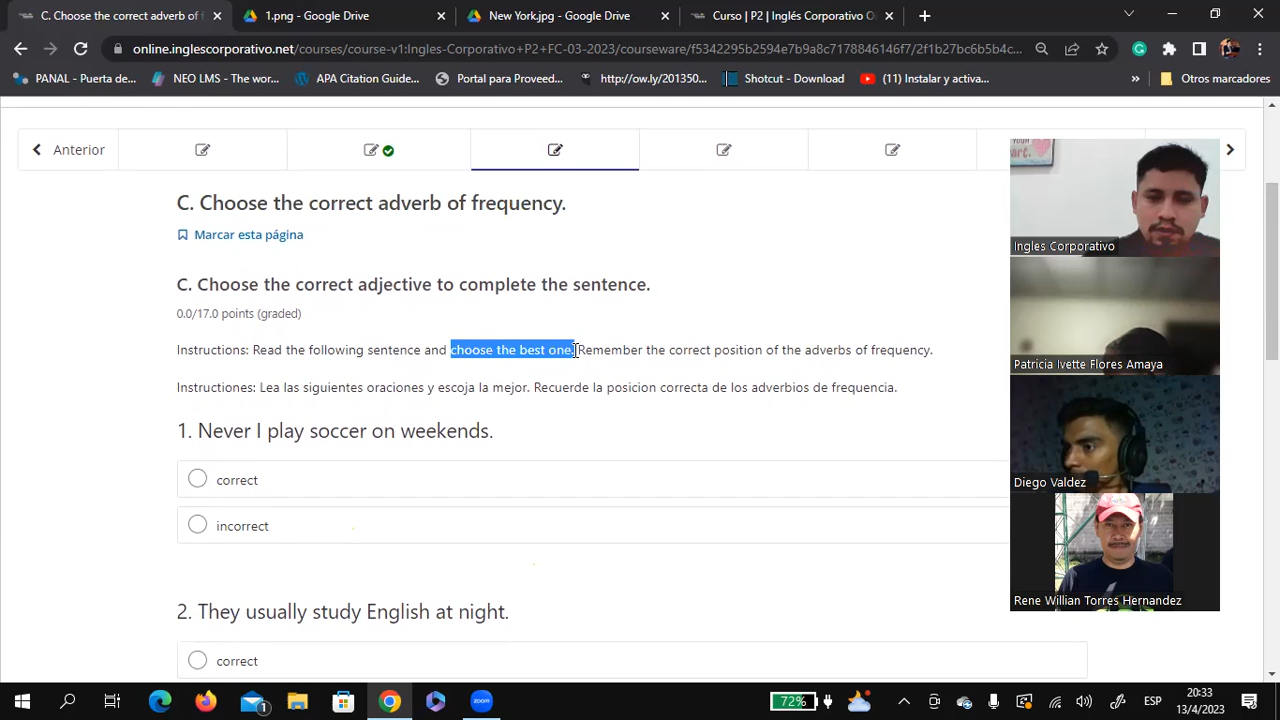 C. Choose the correct adverb of f
1.png - Google Drive
New York.jpg - Google Drive
Curso | P2 | Inglés Corporativo O
online.inglescorporativo.net/courses/course-v1:Ingles-Corporativo+P2+FC-03-2023/courseware/f5342295b2594e7b9a8c7178846146f7/2f1b27bc6b5b4c...
PANAL - Puerta de...
NEO LMS - The wor...
APA Citation Guide...
Portal para Proveed...
http://ow.ly/201350...
Shotcut - Download
(11) Instalar y activa...
»
Otros marcadores
Anterior
C. Choose the correct adverb of frequency.
Marcar esta página
C. Choose the correct adjective to complete the sentence.
0.0/17.0 points (graded)
Instructions: Read the following sentence and choose the best one. Remember the correct position of the adverbs of frequency.
Instructiones: Lea las siguientes oraciones y escoja la mejor. Recuerde la posicion correcta de los adverbios de frequencia.
1. Never I play soccer on weekends.
correct
incorrect
2. They usually study English at night.
correct
Ingles Corporativo
Patricia Ivette Flores Amaya
Diego Valdez
Rene Willian Torres Hernandez
1
zoom
72%
ESP
20:33
13/4/2023